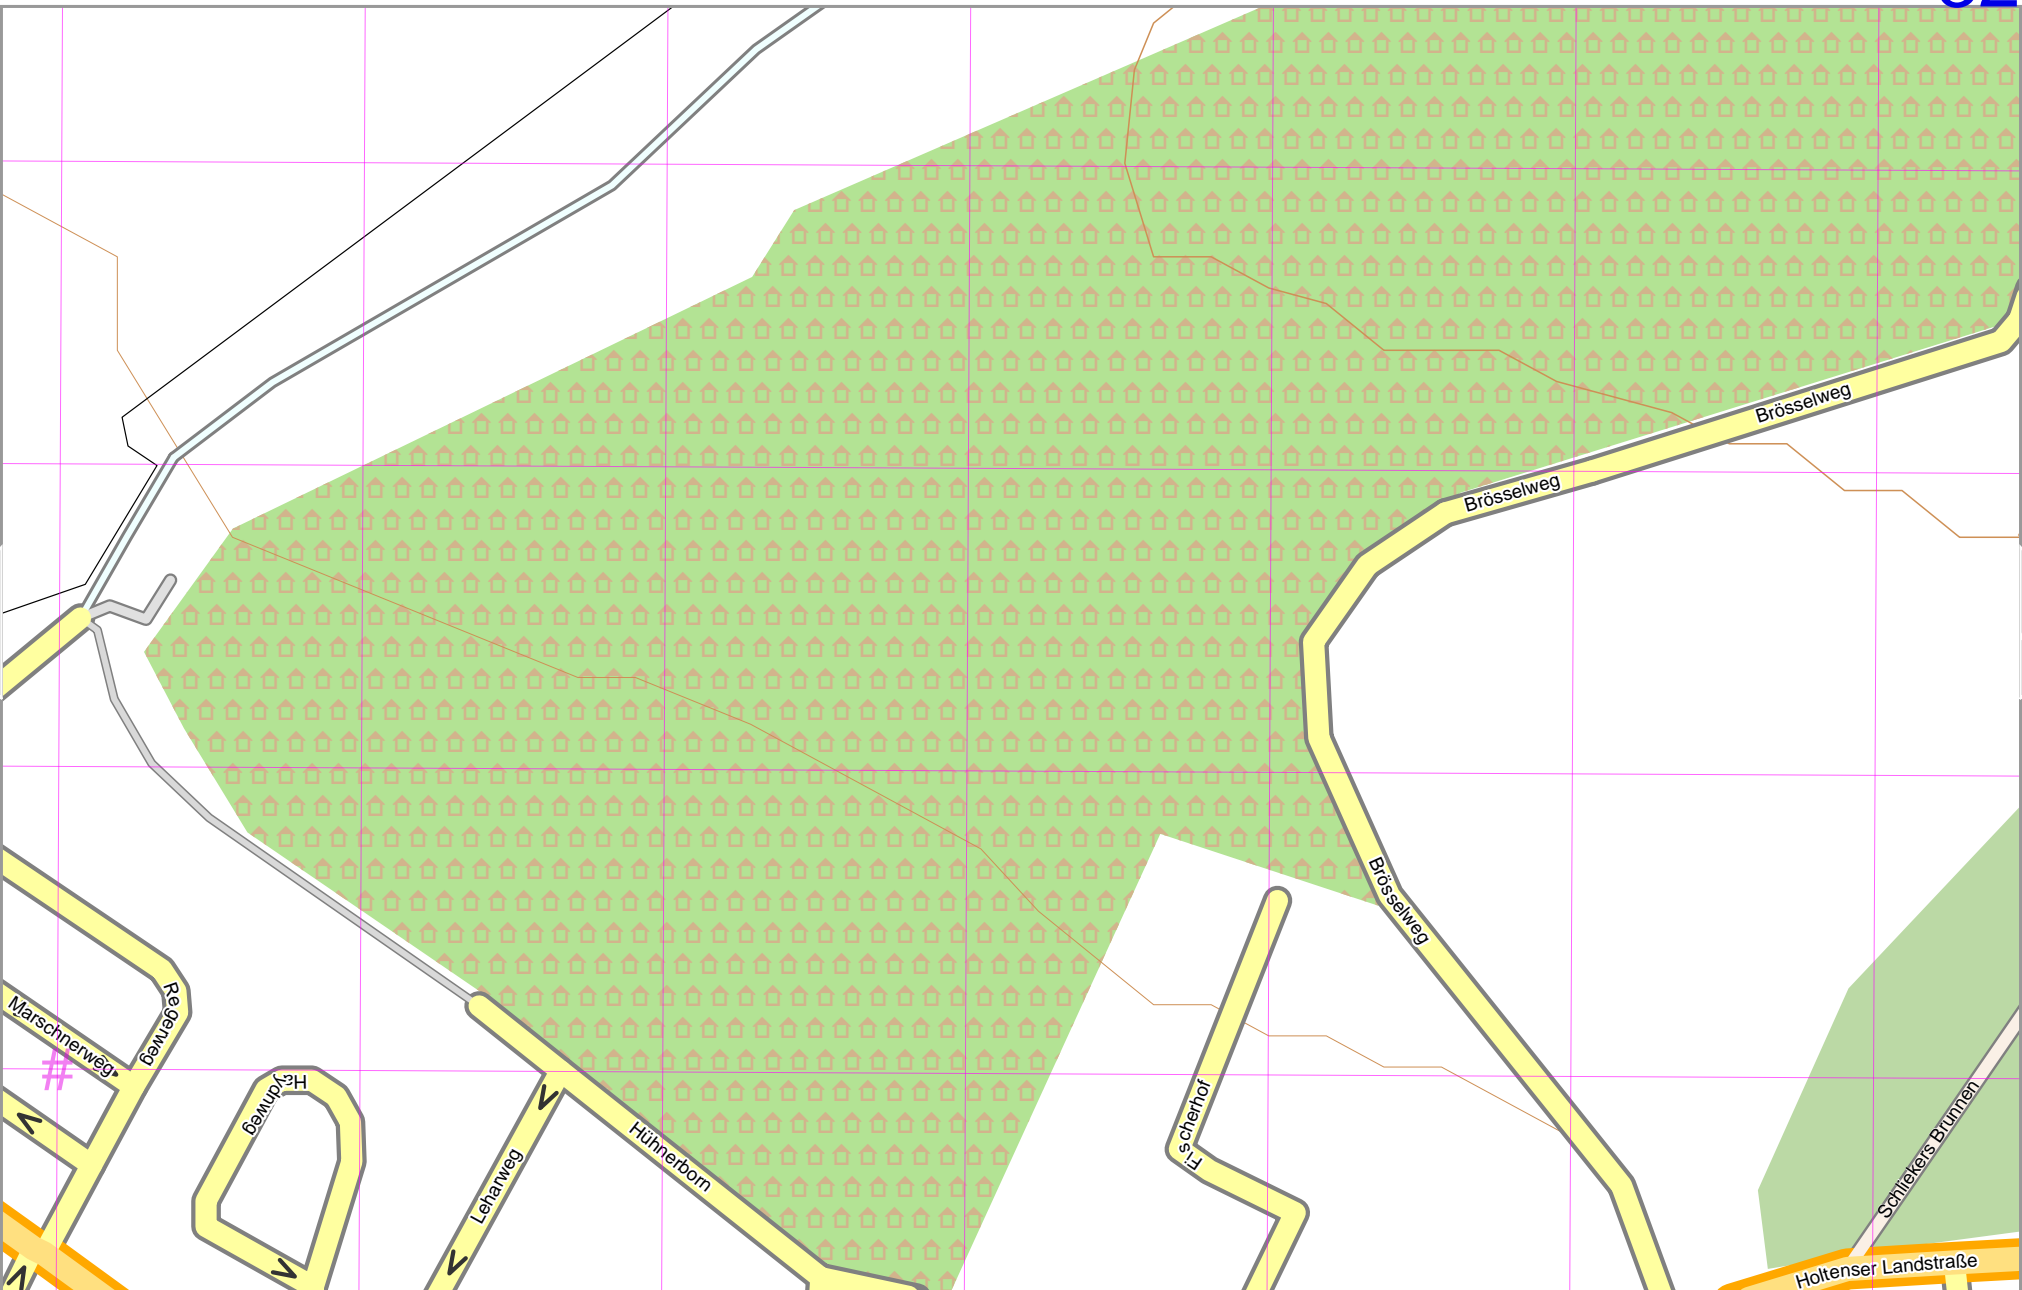 Brösselweg
Brösselweg
Brösselweg
Regerweg
Marschnerweg
#
Haydnweg
Leharweg
Hühnerborn
Fischerhof
Schliekers Brunnen
Holtenser Landstraße